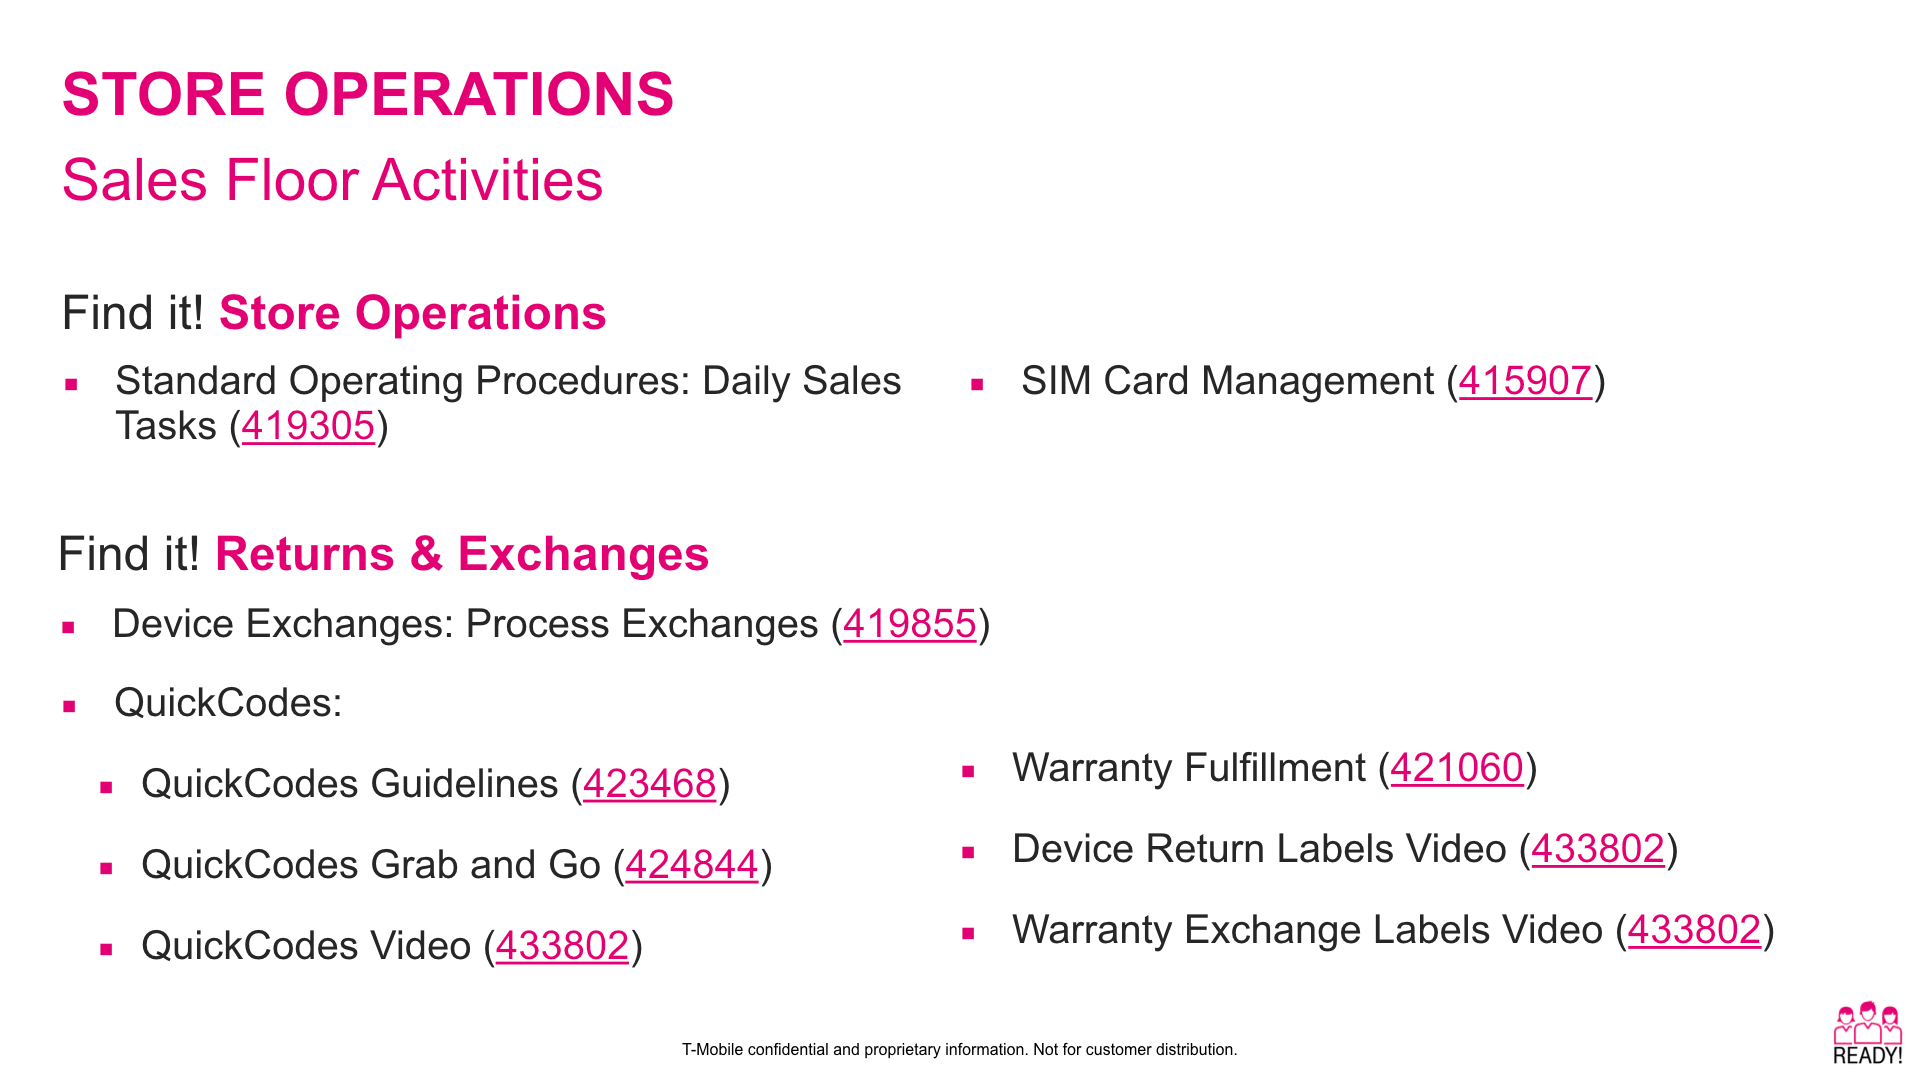 STORE OPERATIONS
Sales Floor Activities
Find it! Store Operations
Standard Operating Procedures: Daily Sales
Tasks (419305)
SIM Card Management (415907)
Find it! Returns & Exchanges
Device Exchanges: Process Exchanges (419855)
QuickCodes:
QuickCodes Guidelines (423468)
QuickCodes Grab and Go (424844)
QuickCodes Video (433802)
Warranty Fulfillment (421060)
Device Return Labels Video (433802)
Warranty Exchange Labels Video (433802)
T-Mobile confidential and proprietary information. Not for customer distribution.
READY!